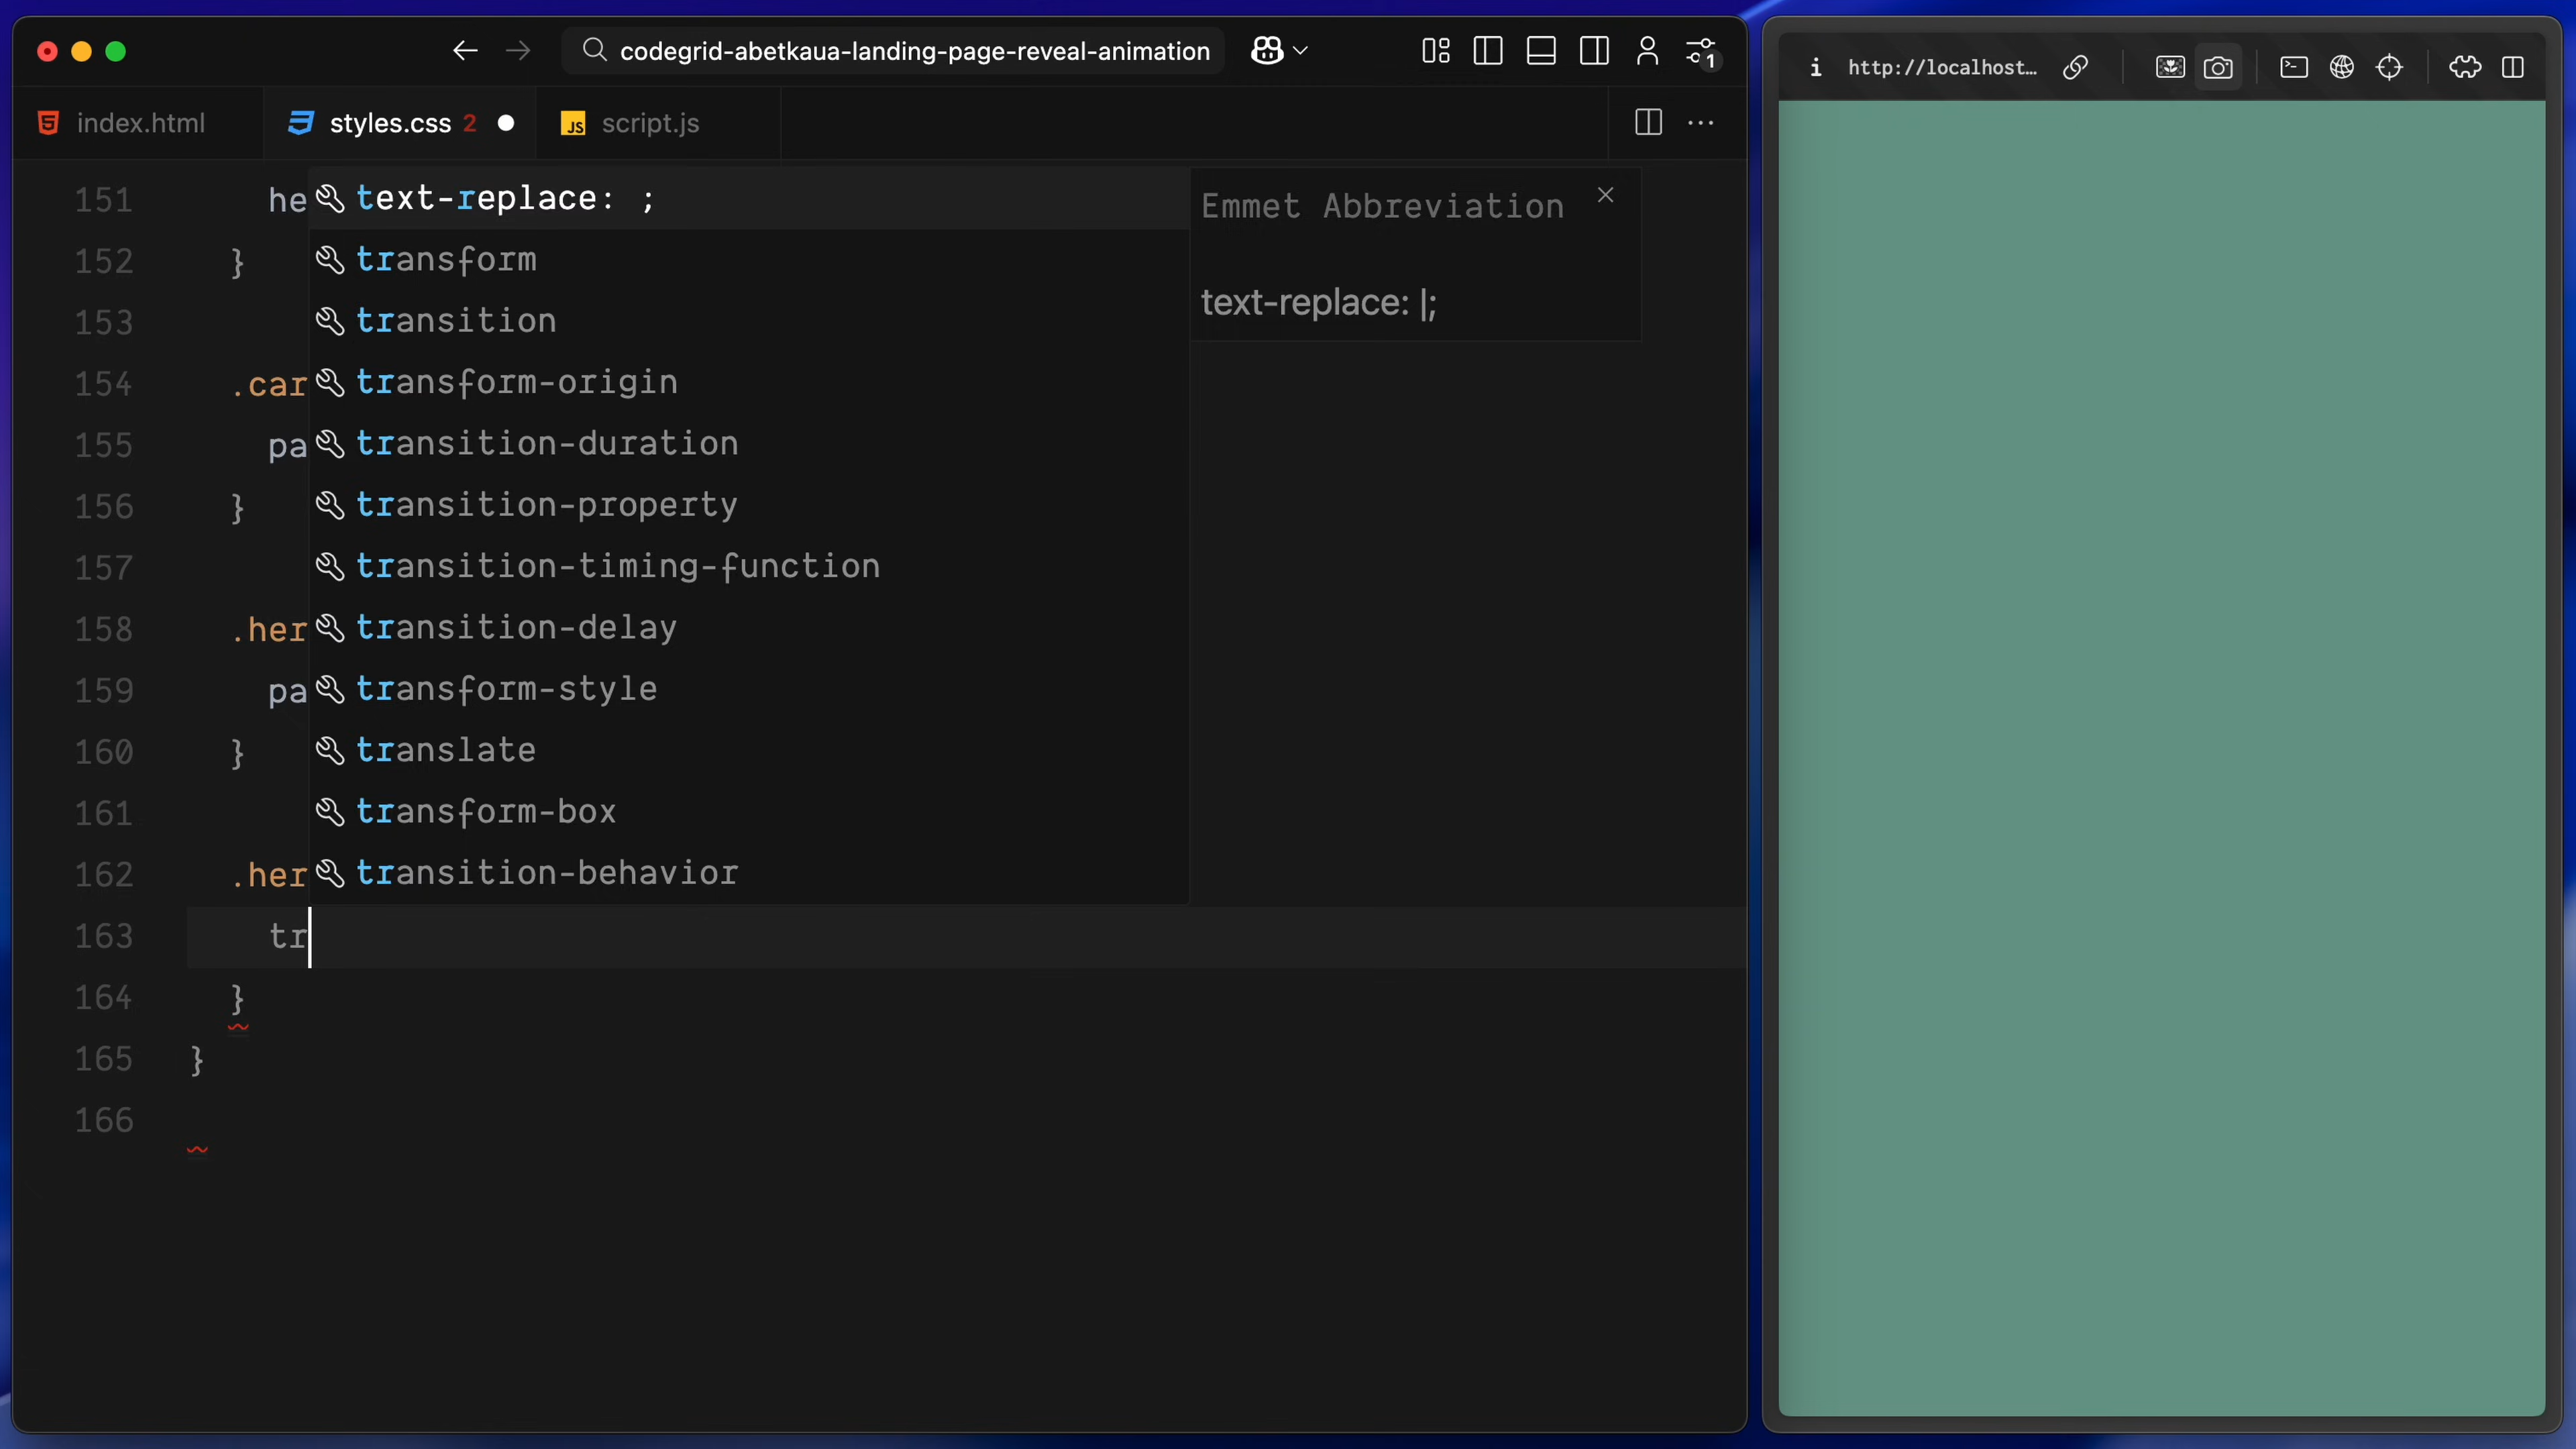 codegrid-abetkaua-landing-page-reveal-animation
1
index.html
styles.css 2
JS script.js
http://localhost...
151 he
152 }
153
154 .car
155 pa
156 }
157
158 .her
159 pa
160 }
161
162 .her
163 tr
164 }
165 }
166
text-replace: ;
transform
transition
transform-origin
transition-duration
transition-property
transition-timing-function
transition-delay
transform-style
translate
transform-box
transition-behavior
Emmet Abbreviation
text-replace: |;